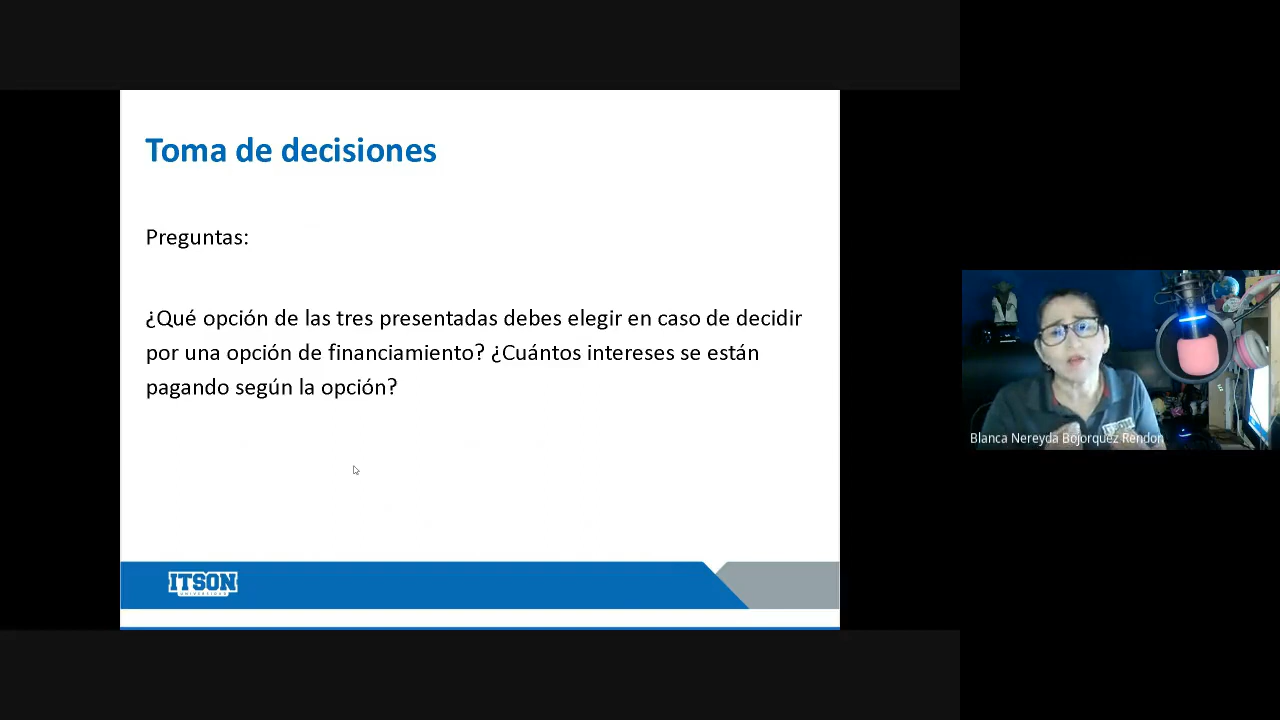 Toma de decisiones
Preguntas:
¿Qué opción de las tres presentadas debes elegir en caso de decidir
por una opción de financiamiento? ¿Cuántos intereses se están
pagando según la opción?
ITSON
UNIVERSIDAD
Blanca Nereyda Bojorquez Rendon